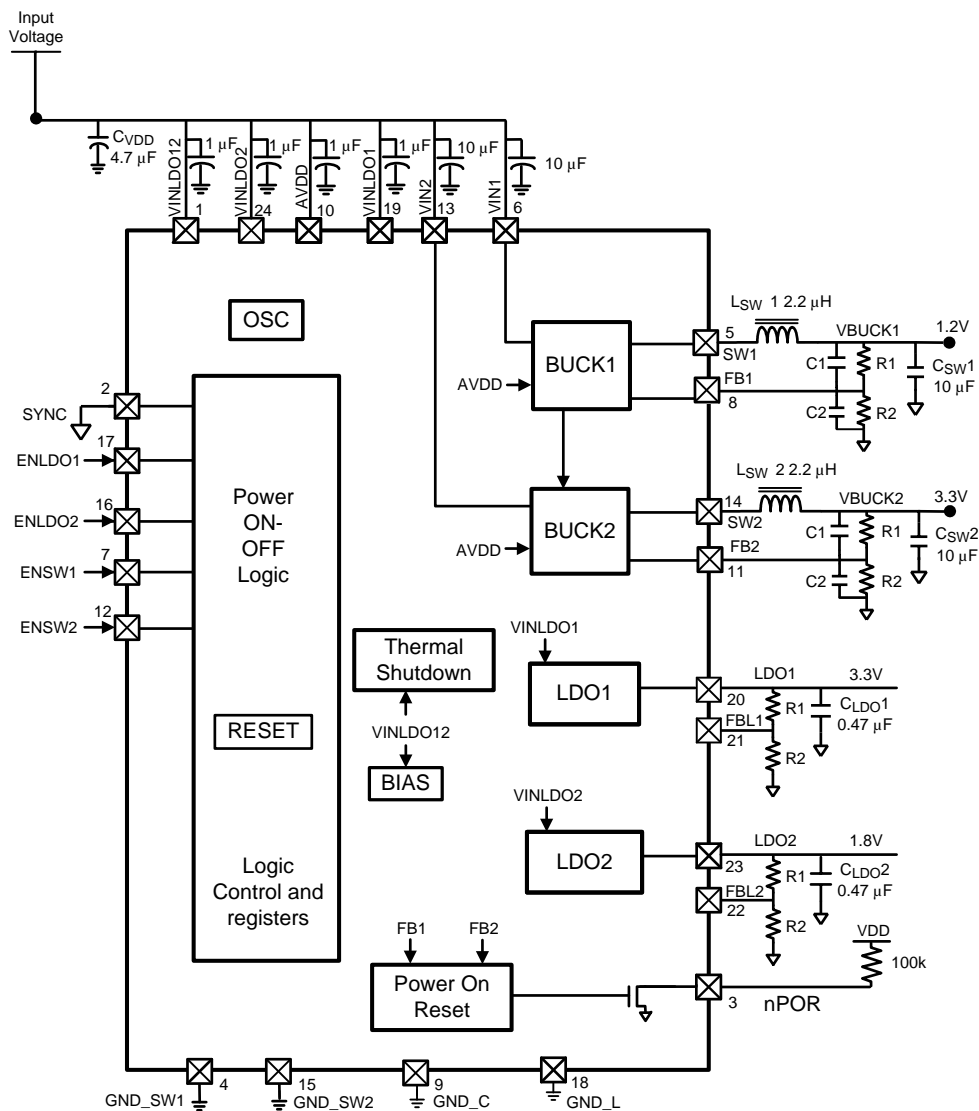 Input
Voltage
CVDD
4.7 µF
1 µF
1 µF
1 µF
1 µF
10 µF
10 µF
VINLDO12
VINLDO2
AVDD
VINLDO1
VIN2
VIN1
1
24
10
19
13
6
OSC
BUCK1
AVDD
5
SW1
FB1
8
LSW 1 2.2 µH
VBUCK1
1.2V
C1
R1
C2
R2
CSW1
10 µF
2
SYNC
17
ENLDO1
16
ENLDO2
7
ENSW1
12
ENSW2
Power
ON-
OFF
Logic
RESET
Logic
Control and
registers
BUCK2
AVDD
14
SW2
FB2
11
LSW 2 2.2 µH
VBUCK2
3.3V
C1
R1
C2
R2
CSW2
10 µF
Thermal
Shutdown
VINLDO12
BIAS
VINLDO1
LDO1
20
FBL1
21
LDO1
3.3V
R1
R2
CLDO1
0.47 µF
VINLDO2
LDO2
23
FBL2
22
LDO2
1.8V
R1
R2
CLDO2
0.47 µF
FB1
FB2
Power On
Reset
3
nPOR
VDD
100k
4
GND_SW1
15
GND_SW2
9
GND_C
18
GND_L